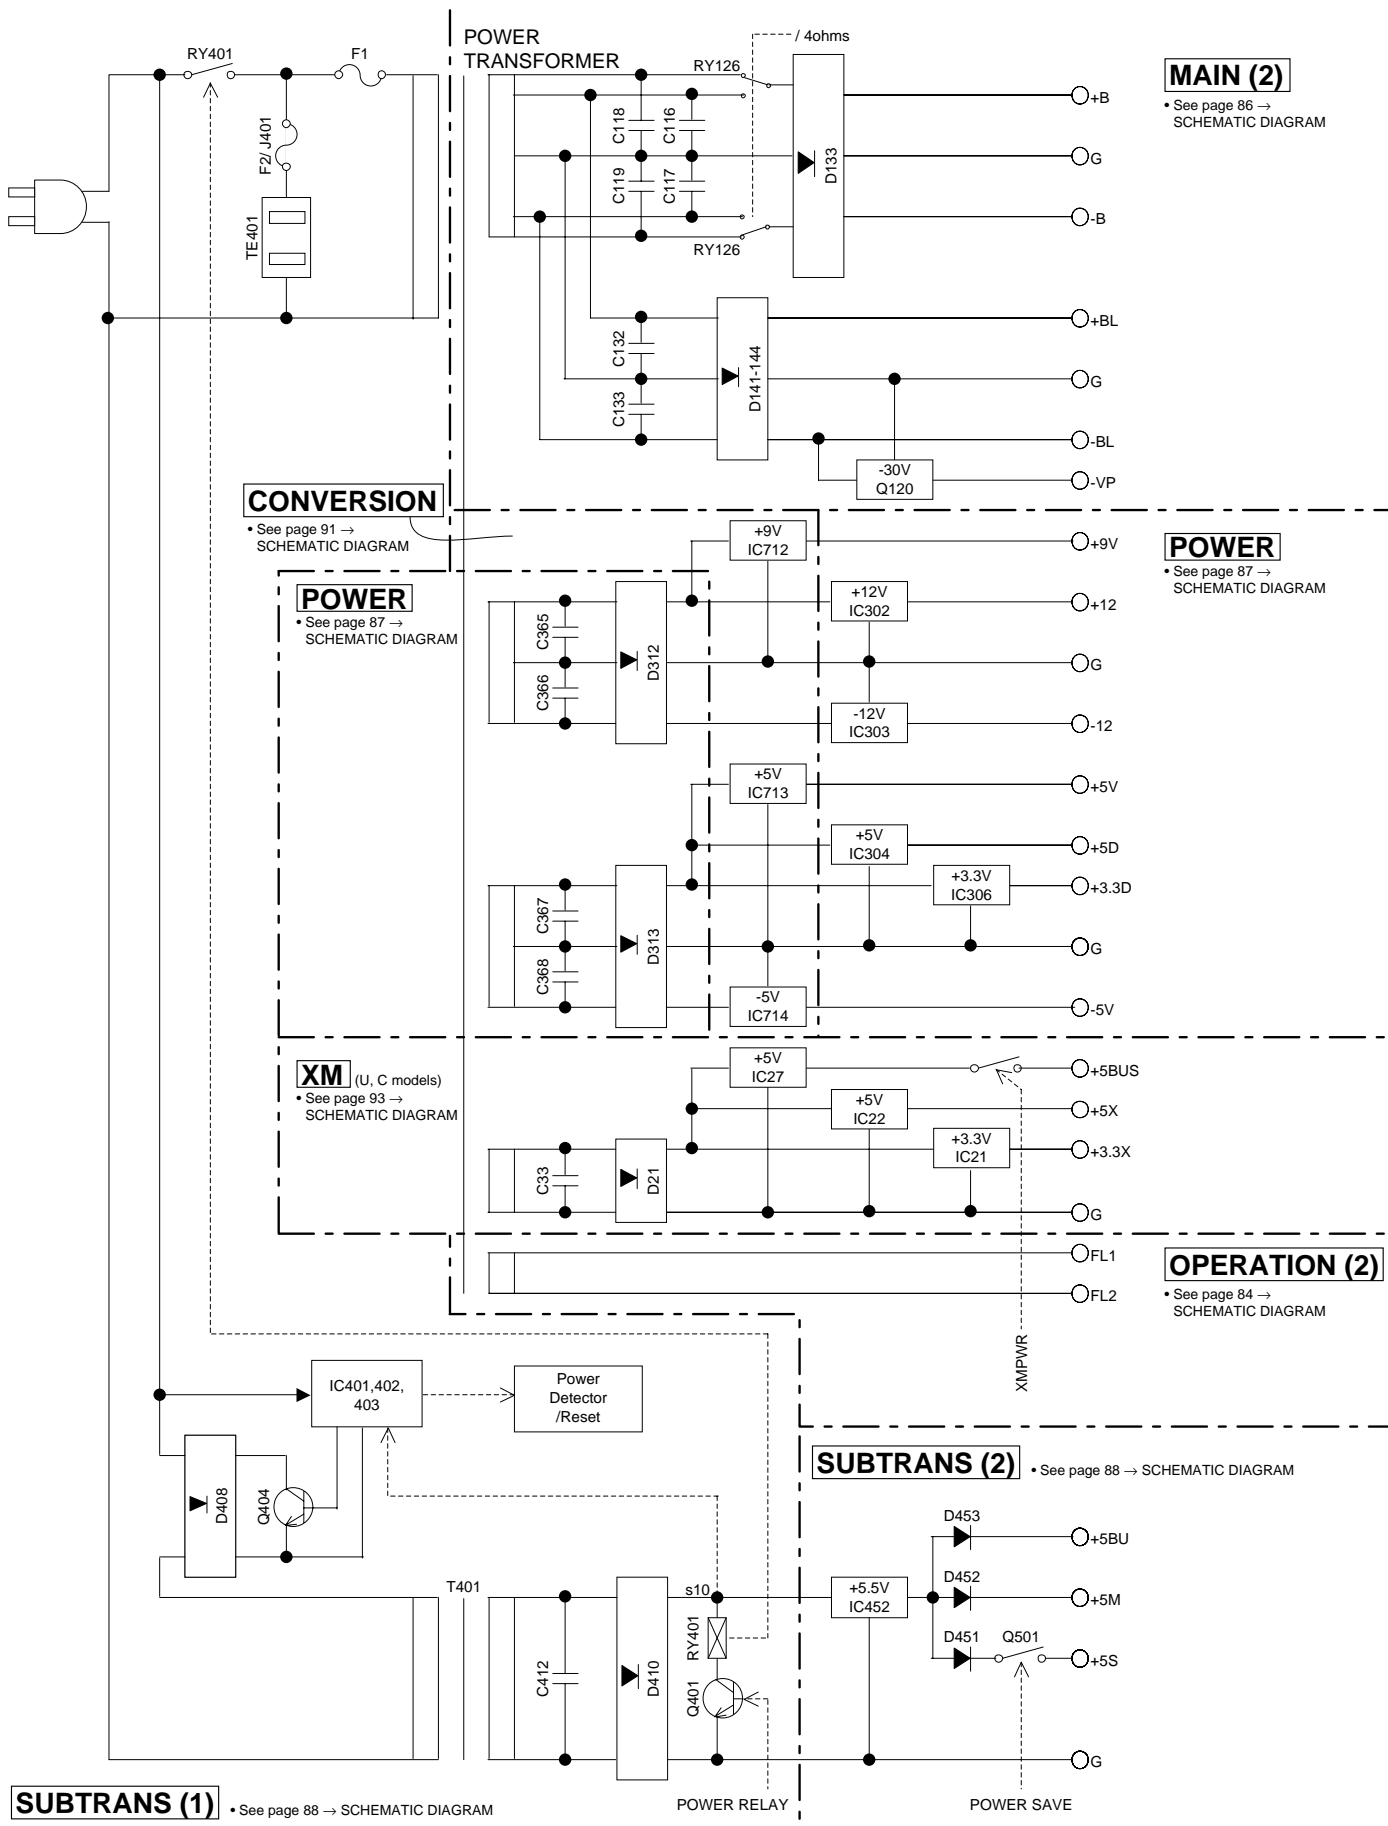 POWER
TRANSFORMER
/ 4ohms
RY401
F1
RY126
MAIN (2)
• See page 86 →
SCHEMATIC DIAGRAM
F2/ J401
TE401
C118
C116
C119
C117
D133
RY126
+B
G
-B
C132
C133
D141-144
+BL
G
-BL
-30V
Q120
-VP
CONVERSION
• See page 91 →
SCHEMATIC DIAGRAM
+9V
IC712
+9V
POWER
• See page 87 →
SCHEMATIC DIAGRAM
POWER
• See page 87 →
SCHEMATIC DIAGRAM
C365
C366
D312
+12V
IC302
+12
G
-12V
IC303
-12
+5V
IC713
+5V
+5V
IC304
+5D
+3.3V
IC306
+3.3D
C367
C368
D313
G
-5V
IC714
-5V
XM (U, C models)
• See page 93 →
SCHEMATIC DIAGRAM
+5V
IC27
+5BUS
+5V
IC22
+5X
+3.3V
IC21
+3.3X
C33
D21
G
FL1
FL2
OPERATION (2)
• See page 84 →
SCHEMATIC DIAGRAM
XMPWR
IC401,402,
403
Power
Detector
/Reset
D408
Q404
SUBTRANS (2) • See page 88 → SCHEMATIC DIAGRAM
T401
C412
D410
s10
RY401
Q401
+5.5V
IC452
D453
+5BU
D452
+5M
D451
Q501
+5S
G
POWER RELAY
POWER SAVE
SUBTRANS (1) • See page 88 → SCHEMATIC DIAGRAM